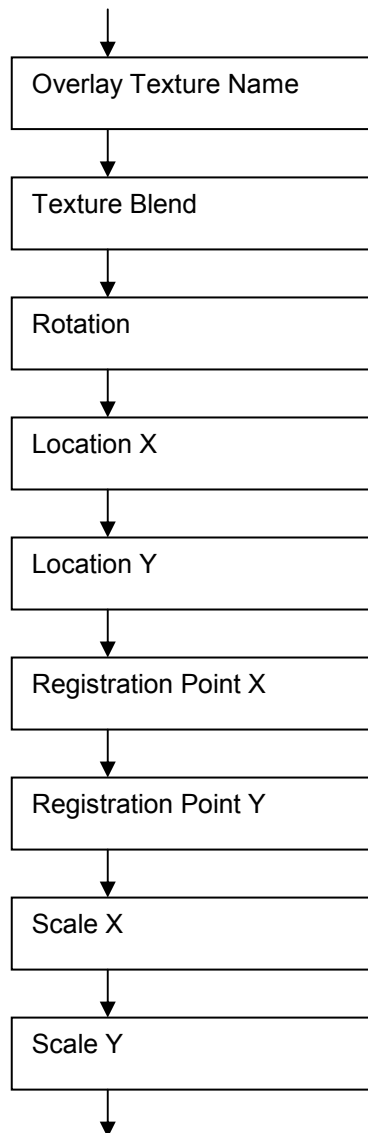 Overlay Texture Name
Texture Blend
Rotation
Location X
Location Y
Registration Point X
Registration Point Y
Scale X
Scale Y